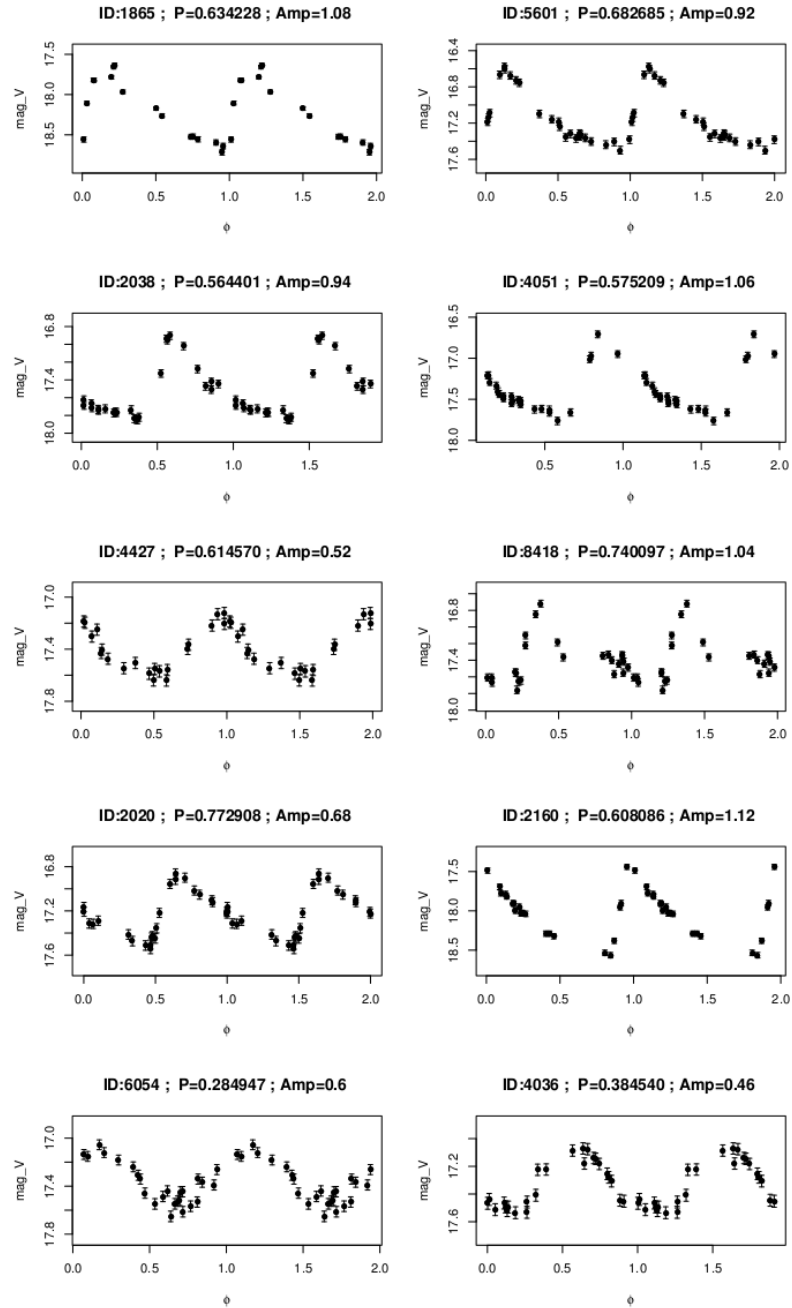 ID:1865 ; P=0.634228 ; Amp=1.08
mag_V
17.5
18.0
18.5
0.0 0.5 1.0 1.5 2.0
ϕ
ID:5601 ; P=0.682685 ; Amp=0.92
mag_V
16.4
16.8
17.2
17.6
0.0 0.5 1.0 1.5 2.0
ϕ
ID:2038 ; P=0.564401 ; Amp=0.94
mag_V
16.8
17.4
18.0
0.0 0.5 1.0 1.5
ϕ
ID:4051 ; P=0.575209 ; Amp=1.06
mag_V
16.5
17.0
17.5
18.0
0.5 1.0 1.5 2.0
ϕ
ID:4427 ; P=0.614570 ; Amp=0.52
mag_V
17.0
17.4
17.8
0.0 0.5 1.0 1.5 2.0
ϕ
ID:8418 ; P=0.740097 ; Amp=1.04
mag_V
16.8
17.4
18.0
0.0 0.5 1.0 1.5 2.0
ϕ
ID:2020 ; P=0.772908 ; Amp=0.68
mag_V
16.8
17.2
17.6
0.0 0.5 1.0 1.5 2.0
ϕ
ID:2160 ; P=0.608086 ; Amp=1.12
mag_V
17.5
18.0
18.5
0.0 0.5 1.0 1.5 2.0
ϕ
ID:6054 ; P=0.284947 ; Amp=0.6
mag_V
17.0
17.4
17.8
0.0 0.5 1.0 1.5 2.0
ϕ
ID:4036 ; P=0.384540 ; Amp=0.46
mag_V
17.2
17.6
0.0 0.5 1.0 1.5
ϕ